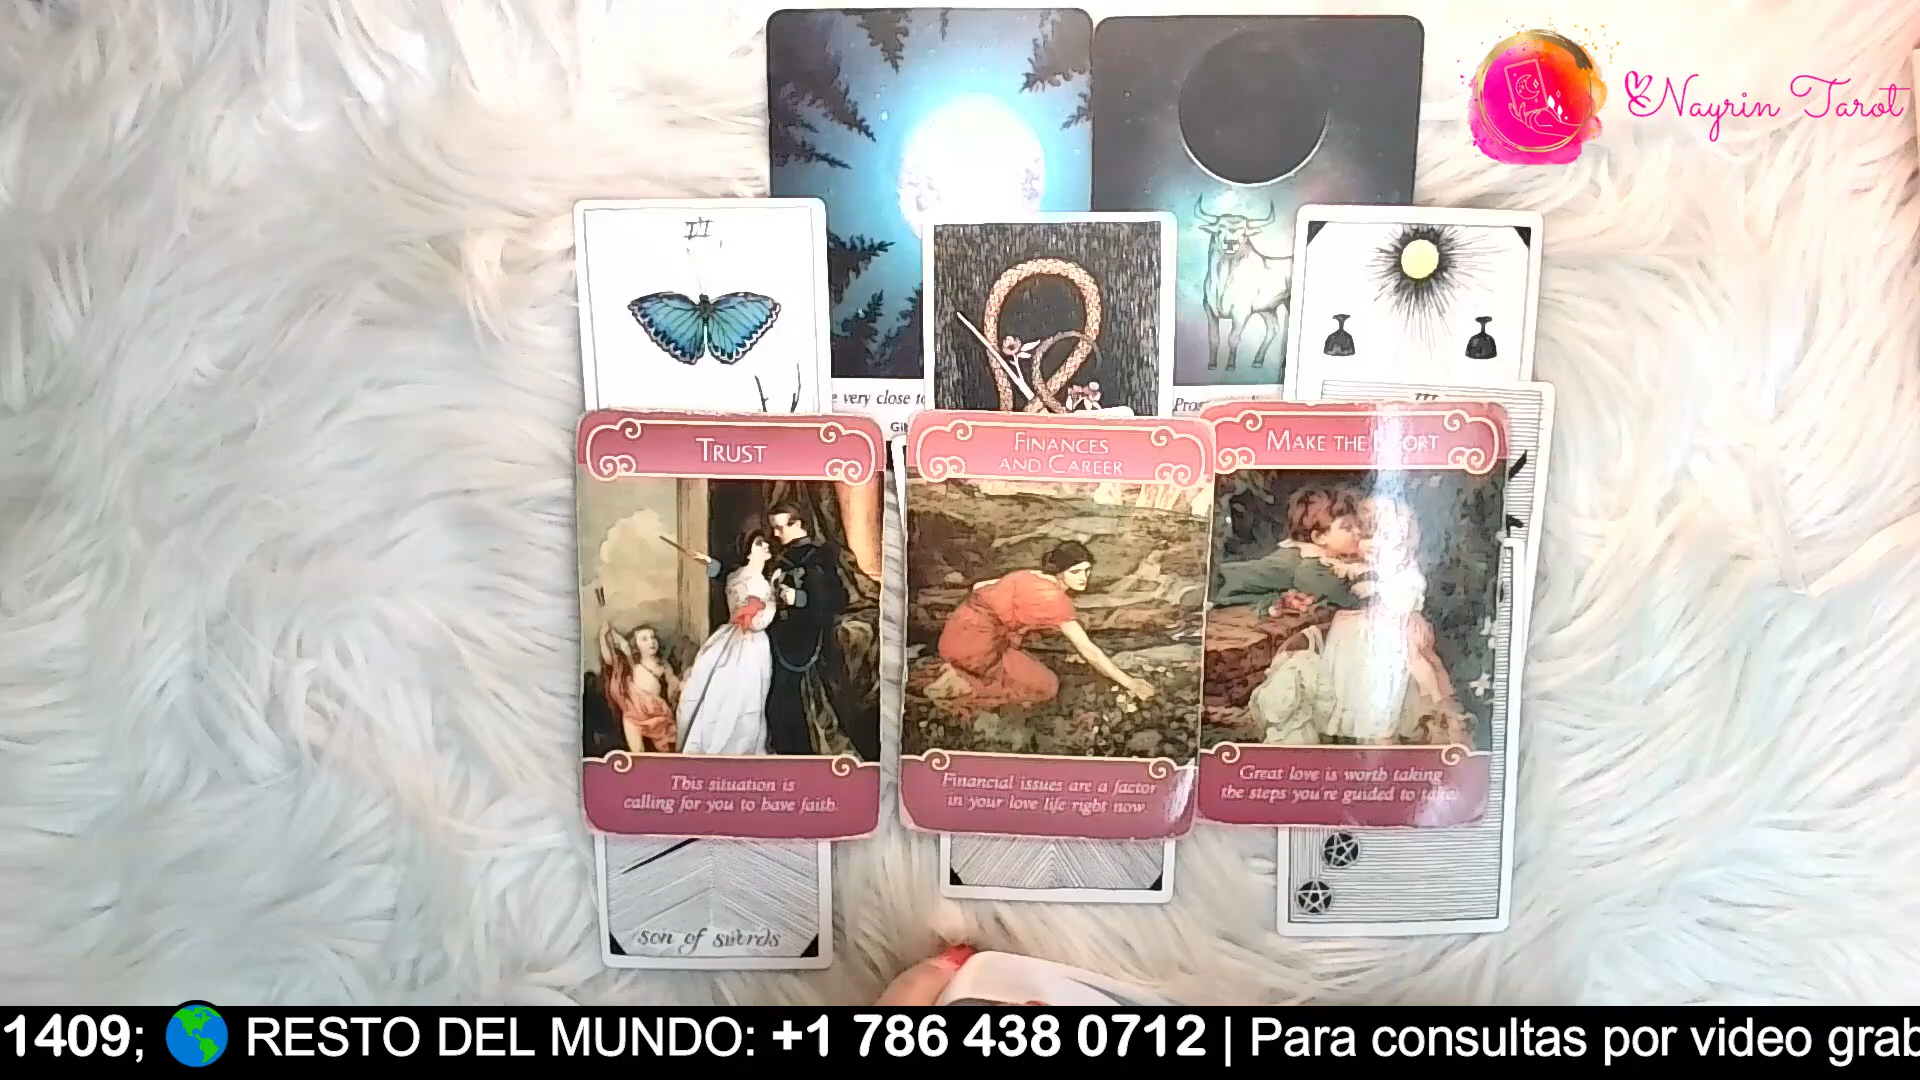 Nayrin Tarot
e very close to
Pros
TRUST
FINANCES
AND CAREER
MAKE THE
This situation is
calling for you to have faith.
Financial issues are a factor
in your love life right now.
Great love is worth taking
the steps you're guided to take.
son of swords
1409; RESTO DEL MUNDO: +1 786 438 0712 | Para consultas por video grab